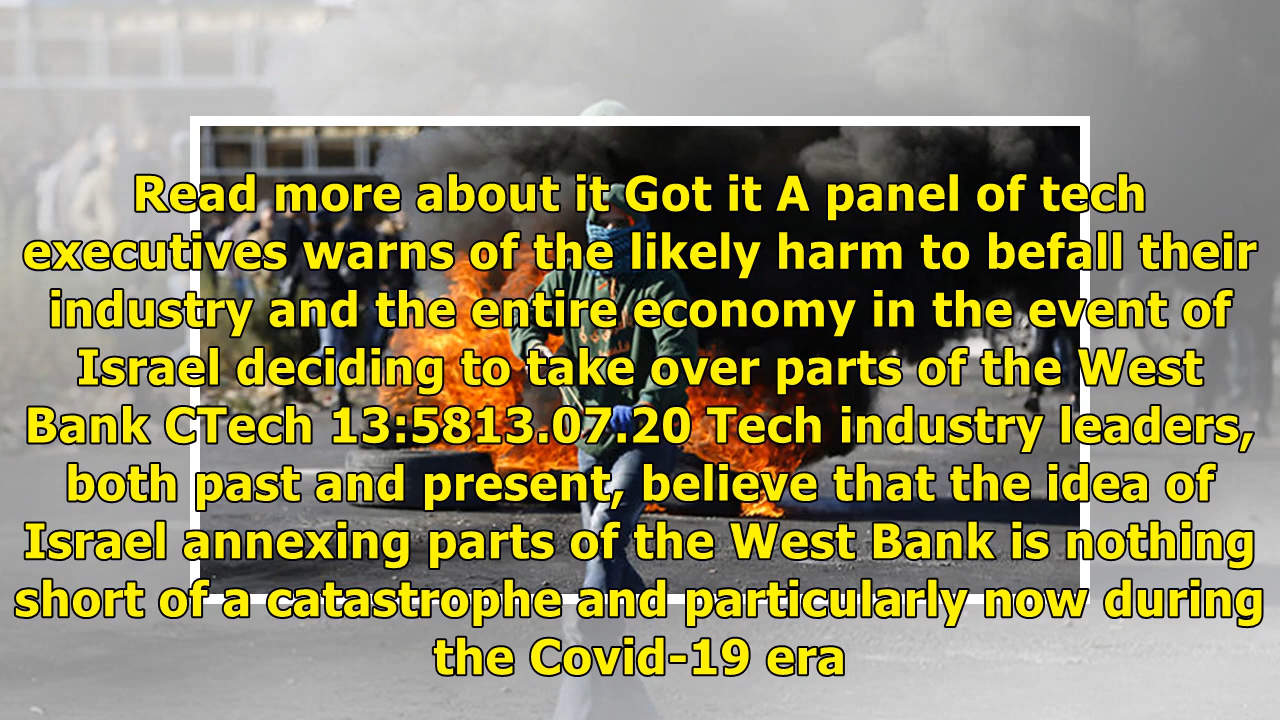 Read more about it Got it A panel of tech
executives warns of the likely harm to befall their
industry and the entire economy in the event of
Israel deciding to take over parts of the West
Bank CTech 13:5813.07.20 Tech industry leaders,
both past and present, believe that the idea of
Israel annexing parts of the West Bank is nothing
short of a catastrophe and particularly now during
the Covid-19 era